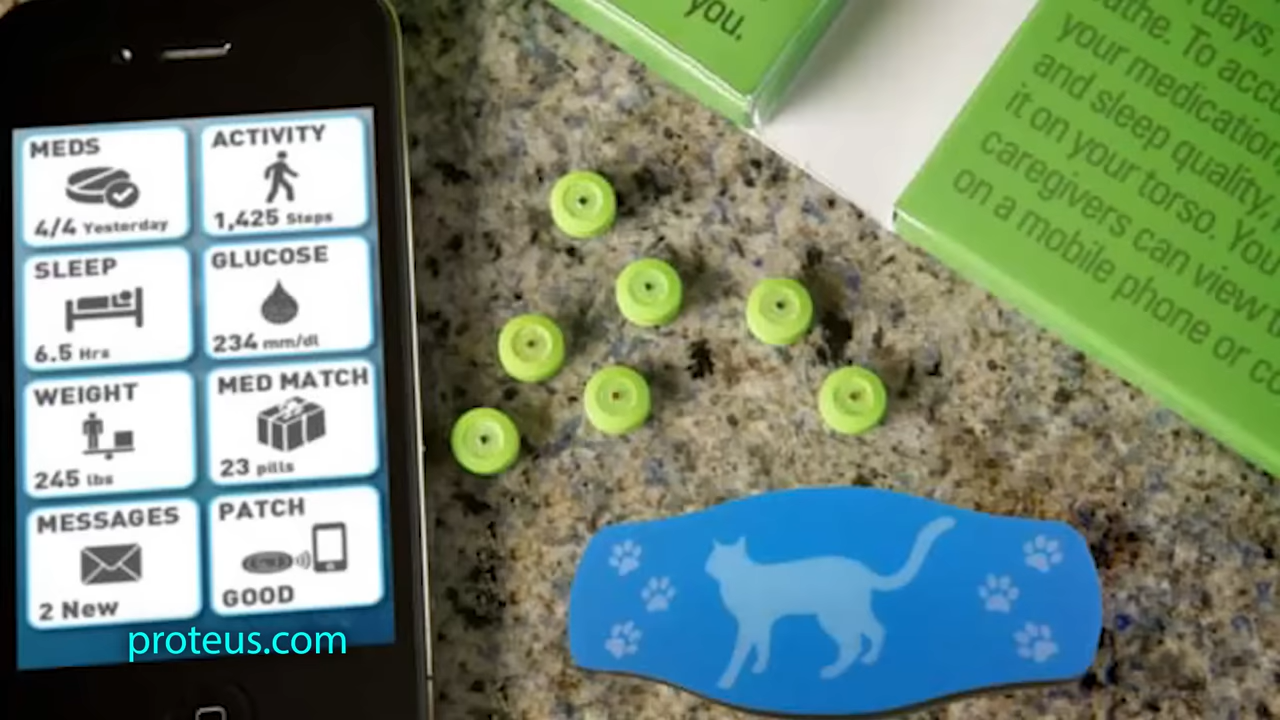 MEDS
4/4 Yesterday
ACTIVITY
1,425 Steps
SLEEP
6.5 Hrs
GLUCOSE
234 mm/dl
WEIGHT
245 lbs
MED MATCH
23 pills
MESSAGES
2 New
PATCH
GOOD
proteus.com
you.
days,
To
your medication
and sleep quality,
it on your torso. You
caregivers can view
on a mobile phone or